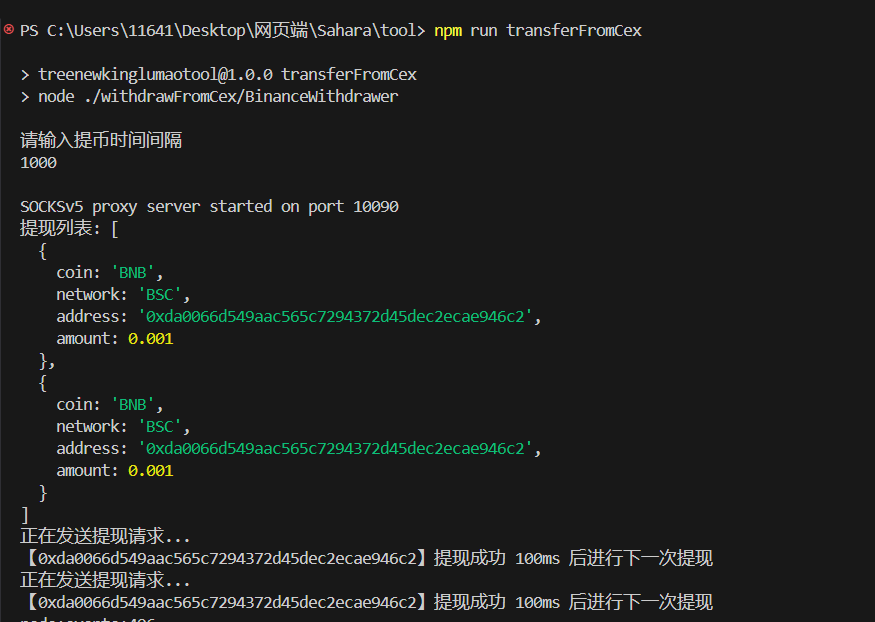 PS C:\Users\11641\Desktop\网页端\Sahara\tool> npm run transferFromCex
> treenewkinglumaotool@1.0.0 transferFromCex
> node ./withdrawFromCex/BinanceWithdrawer
请输入提币时间间隔
1000
SOCKSv5 proxy server started on port 10090
提现列表: [
  {
    coin: 'BNB',
    network: 'BSC',
    address: '0xda0066d549aac565c7294372d45dec2ecae946c2',
    amount: 0.001
  },
  {
    coin: 'BNB',
    network: 'BSC',
    address: '0xda0066d549aac565c7294372d45dec2ecae946c2',
    amount: 0.001
  }
]
正在发送提现请求...
【0xda0066d549aac565c7294372d45dec2ecae946c2】提现成功 100ms 后进行下一次提现
正在发送提现请求...
【0xda0066d549aac565c7294372d45dec2ecae946c2】提现成功 100ms 后进行下一次提现